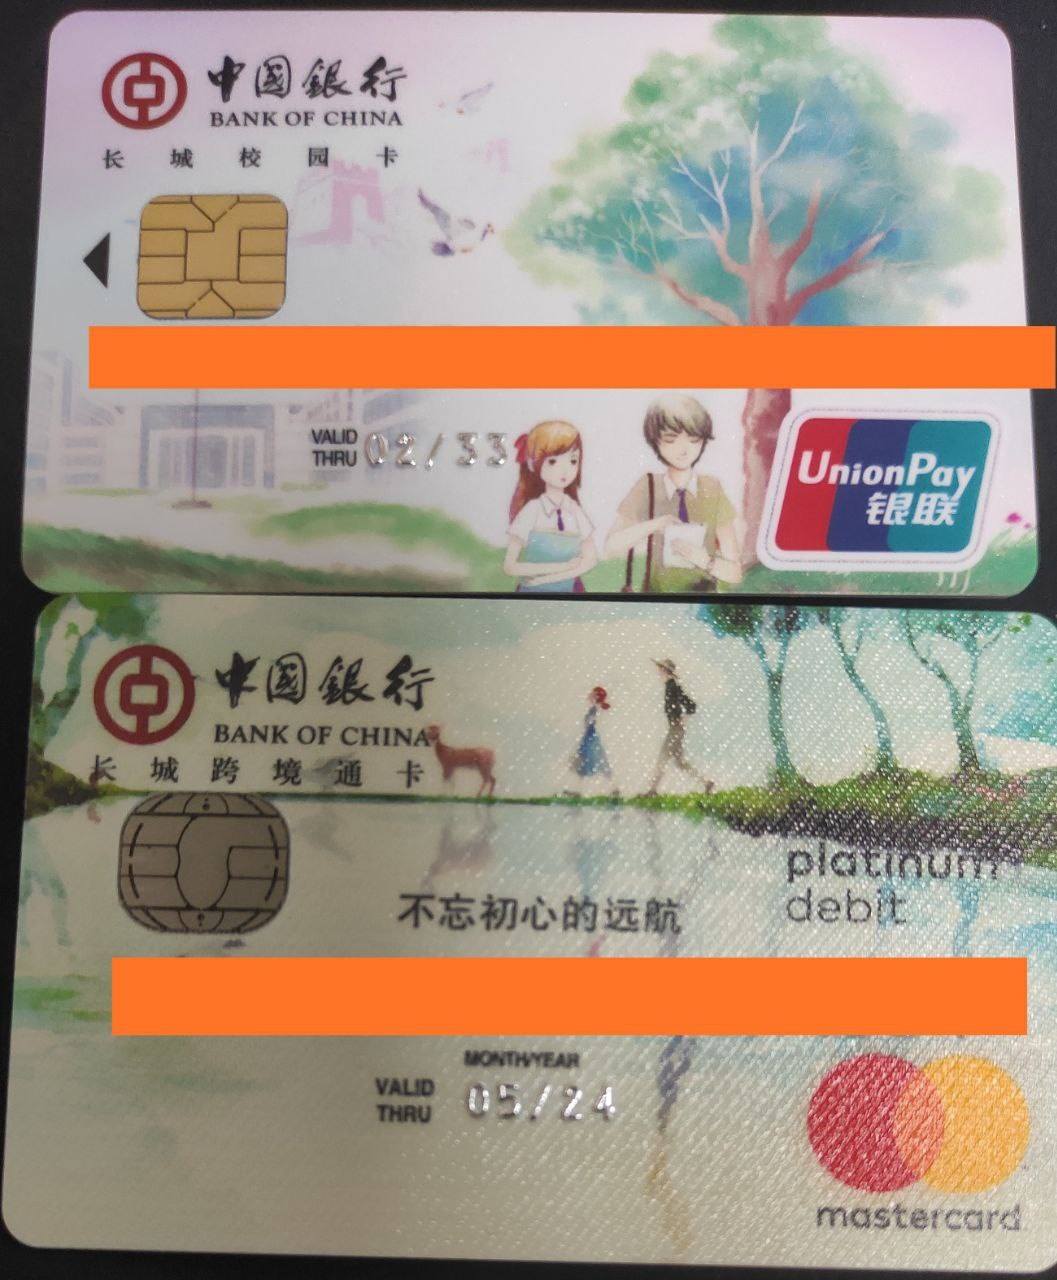 中國銀行
BANK OF CHINA
长城校园卡
VALID THRU 02/33
UnionPay
银联
中國銀行
BANK OF CHINA
长城跨境通卡
platinum
debit
不忘初心的远航
MONTH/YEAR
VALID THRU 05/24
mastercard